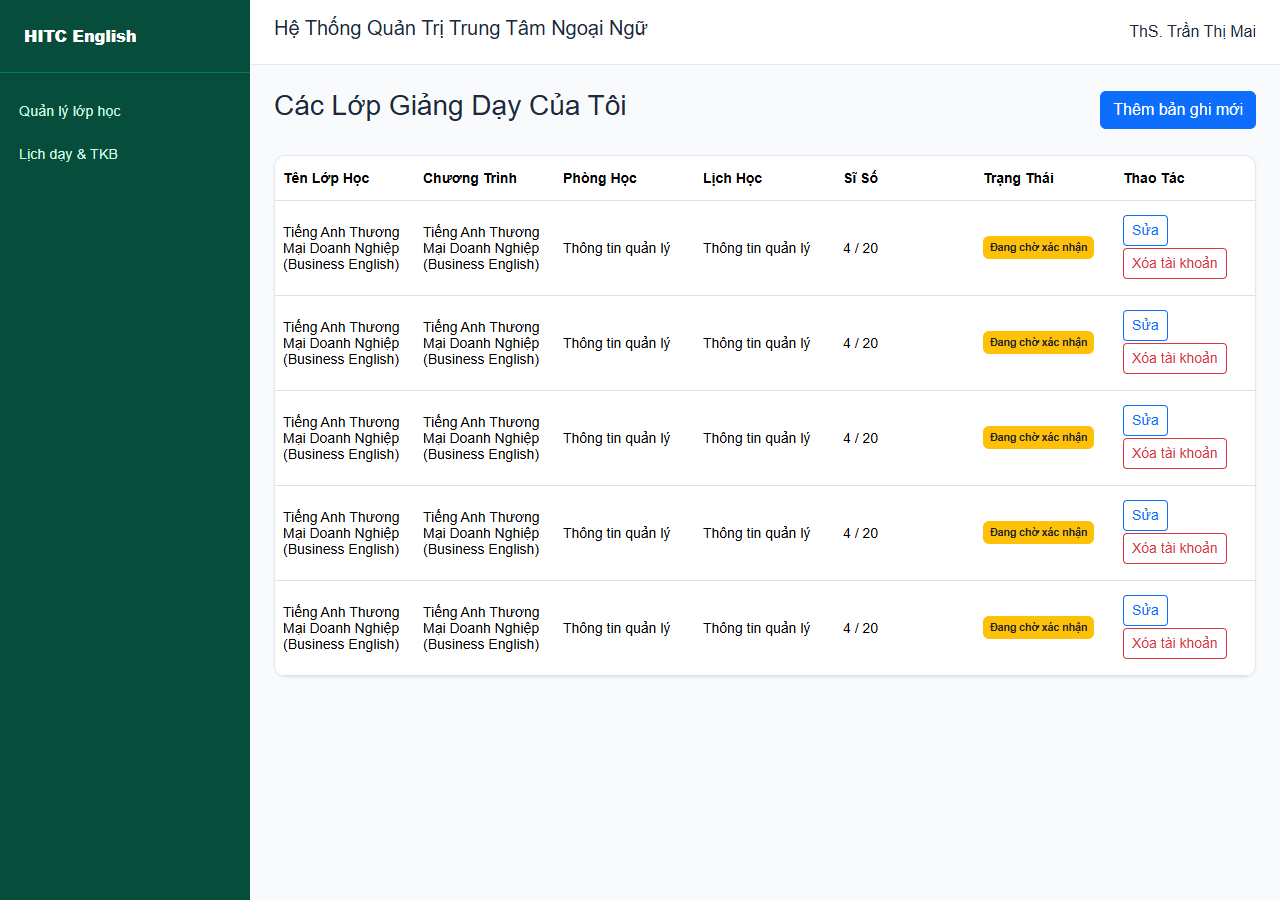 HITC English
Hệ Thống Quản Trị Trung Tâm Ngoại Ngữ
ThS. Trần Thị Mai
Quản lý lớp học
Lịch dạy & TKB
Các Lớp Giảng Dạy Của Tôi
Thêm bản ghi mới
Tên Lớp Học Chương Trình Phòng Học Lịch Học Sĩ Số Trạng Thái Thao Tác
Tiếng Anh Thương
Mại Doanh Nghiệp
(Business English)
Tiếng Anh Thương
Mại Doanh Nghiệp
(Business English)
Thông tin quản lý
Thông tin quản lý
4 / 20
Đang chờ xác nhận
Sửa
Xóa tài khoản
Tiếng Anh Thương
Mại Doanh Nghiệp
(Business English)
Tiếng Anh Thương
Mại Doanh Nghiệp
(Business English)
Thông tin quản lý
Thông tin quản lý
4 / 20
Đang chờ xác nhận
Sửa
Xóa tài khoản
Tiếng Anh Thương
Mại Doanh Nghiệp
(Business English)
Tiếng Anh Thương
Mại Doanh Nghiệp
(Business English)
Thông tin quản lý
Thông tin quản lý
4 / 20
Đang chờ xác nhận
Sửa
Xóa tài khoản
Tiếng Anh Thương
Mại Doanh Nghiệp
(Business English)
Tiếng Anh Thương
Mại Doanh Nghiệp
(Business English)
Thông tin quản lý
Thông tin quản lý
4 / 20
Đang chờ xác nhận
Sửa
Xóa tài khoản
Tiếng Anh Thương
Mại Doanh Nghiệp
(Business English)
Tiếng Anh Thương
Mại Doanh Nghiệp
(Business English)
Thông tin quản lý
Thông tin quản lý
4 / 20
Đang chờ xác nhận
Sửa
Xóa tài khoản